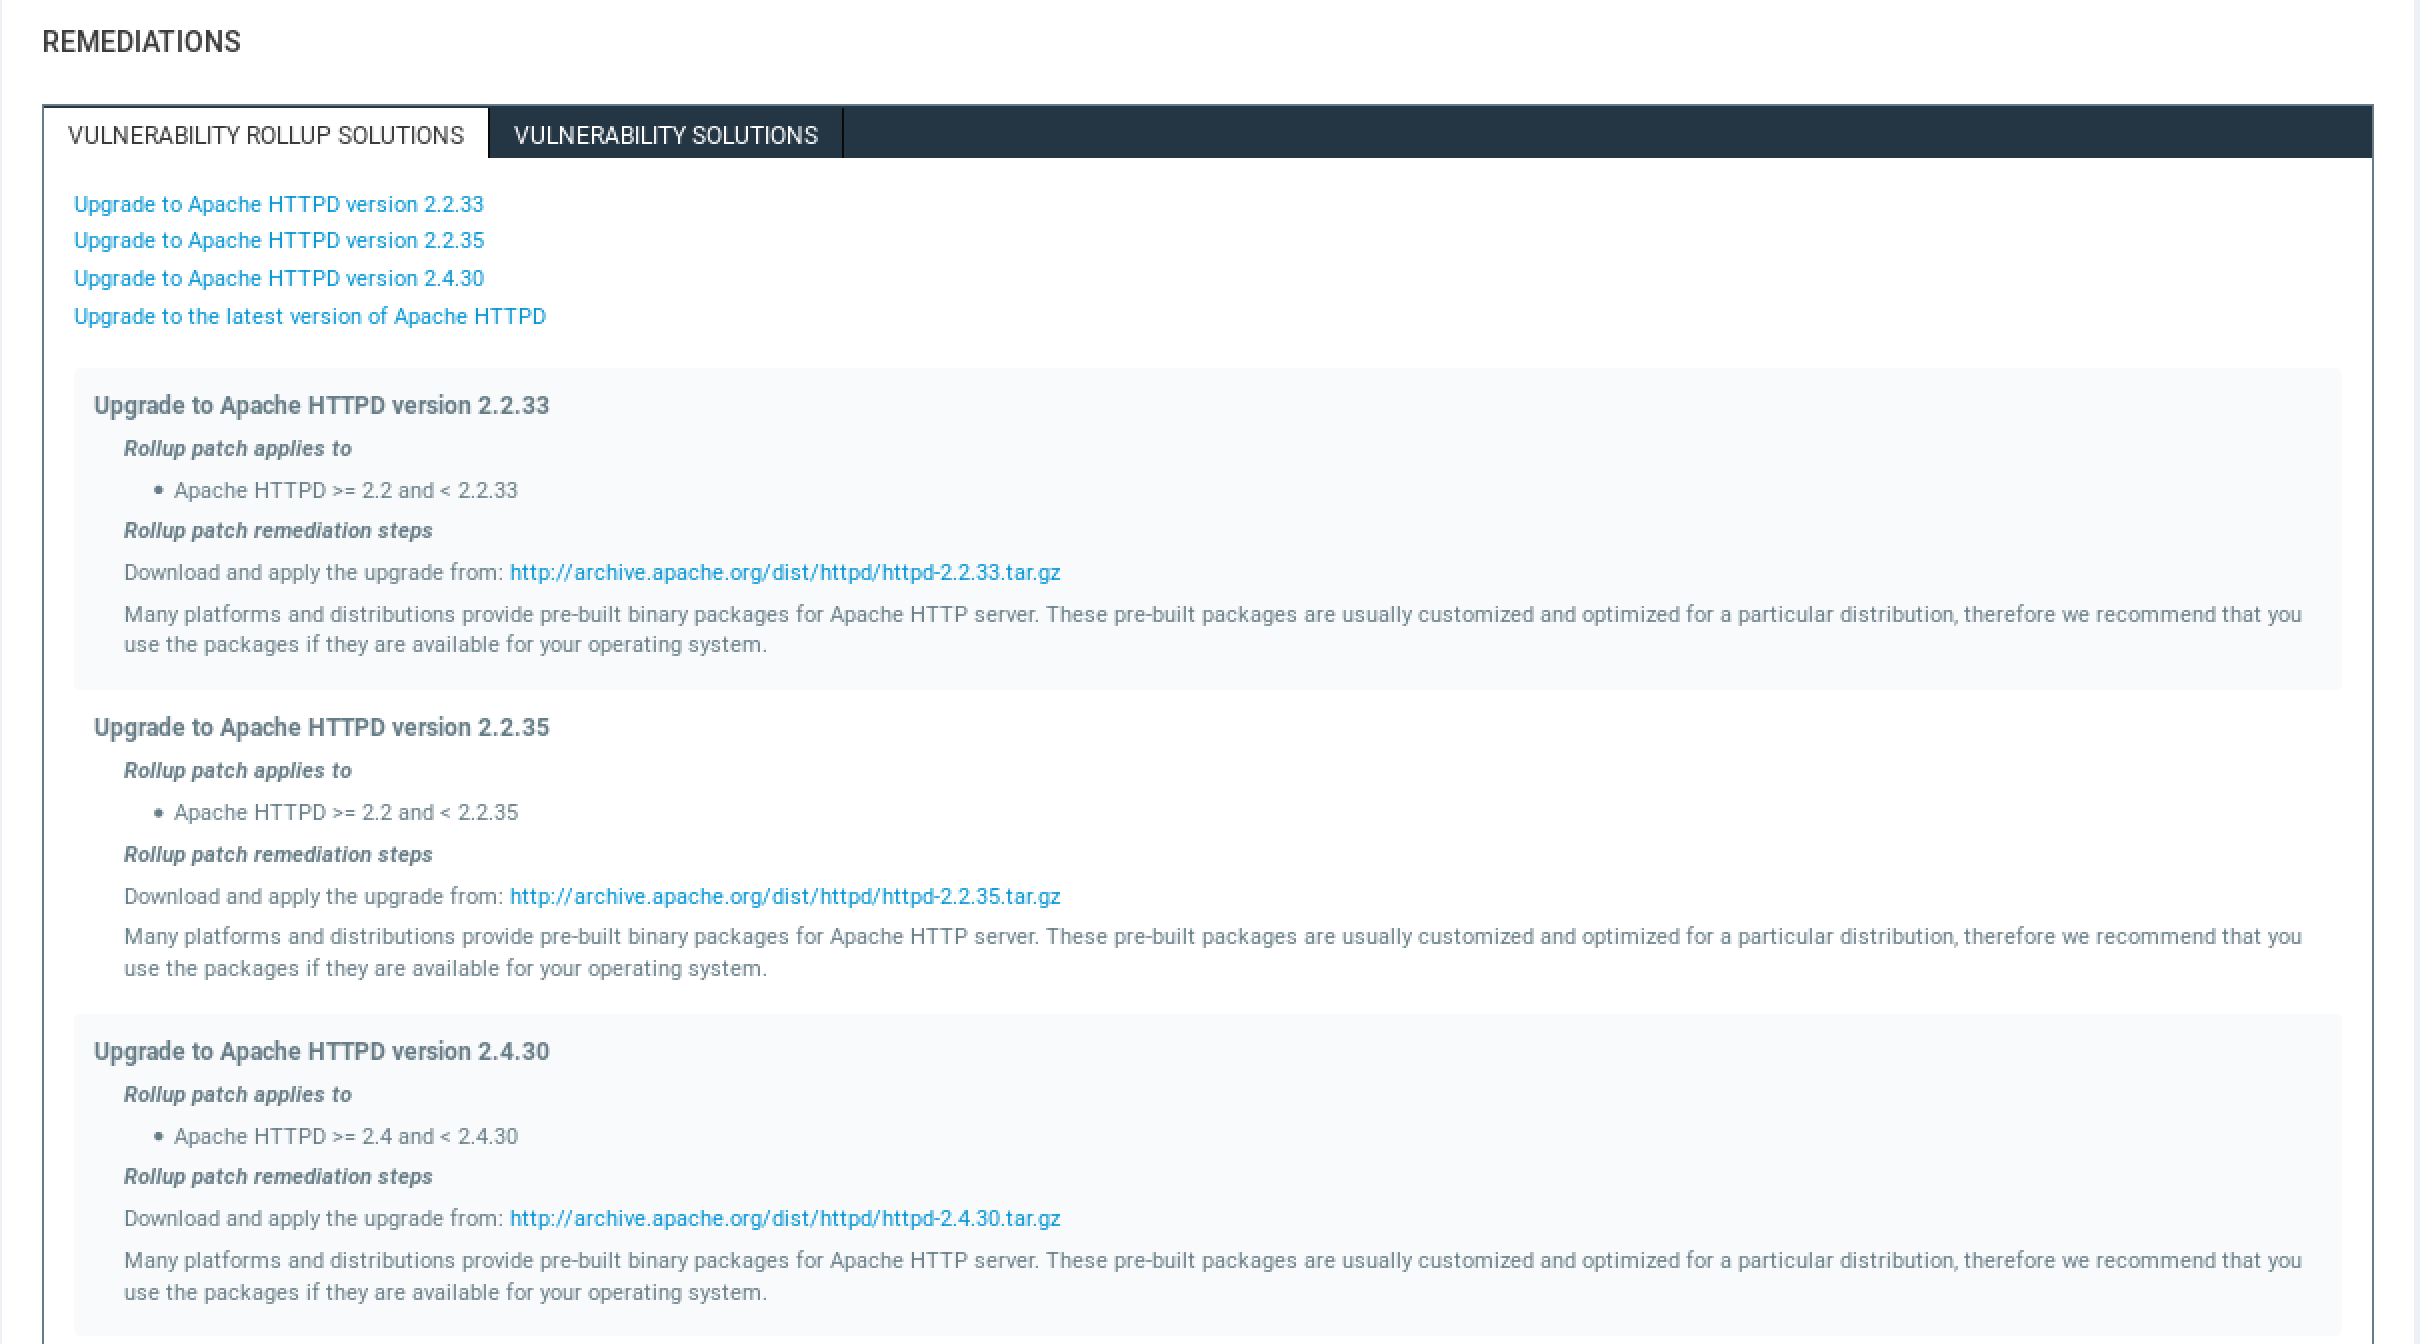 REMEDIATIONS
VULNERABILITY ROLLUP SOLUTIONS
VULNERABILITY SOLUTIONS
Upgrade to Apache HTTPD version 2.2.33
Upgrade to Apache HTTPD version 2.2.35
Upgrade to Apache HTTPD version 2.4.30
Upgrade to the latest version of Apache HTTPD
Upgrade to Apache HTTPD version 2.2.33
Rollup patch applies to
• Apache HTTPD >= 2.2 and < 2.2.33
Rollup patch remediation steps
Download and apply the upgrade from: http://archive.apache.org/dist/httpd/httpd-2.2.33.tar.gz
Many platforms and distributions provide pre-built binary packages for Apache HTTP server. These pre-built packages are usually customized and optimized for a particular distribution, therefore we recommend that you
use the packages if they are available for your operating system.
Upgrade to Apache HTTPD version 2.2.35
Rollup patch applies to
• Apache HTTPD >= 2.2 and < 2.2.35
Rollup patch remediation steps
Download and apply the upgrade from: http://archive.apache.org/dist/httpd/httpd-2.2.35.tar.gz
Many platforms and distributions provide pre-built binary packages for Apache HTTP server. These pre-built packages are usually customized and optimized for a particular distribution, therefore we recommend that you
use the packages if they are available for your operating system.
Upgrade to Apache HTTPD version 2.4.30
Rollup patch applies to
• Apache HTTPD >= 2.4 and < 2.4.30
Rollup patch remediation steps
Download and apply the upgrade from: http://archive.apache.org/dist/httpd/httpd-2.4.30.tar.gz
Many platforms and distributions provide pre-built binary packages for Apache HTTP server. These pre-built packages are usually customized and optimized for a particular distribution, therefore we recommend that you
use the packages if they are available for your operating system.